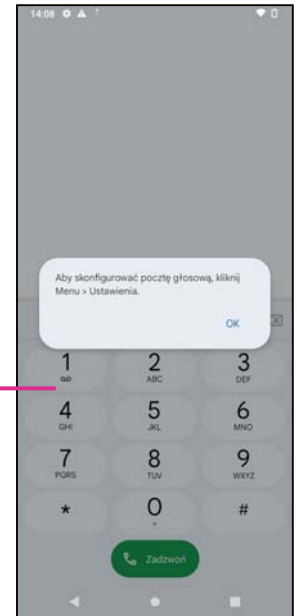 14:08
Aby skonfigurować pocztę głosową, kliknij
Menu > Ustawienia.
OK
1 2 3
ABC DEF
4 5 6
GHI JKL MNO
7 8 9
PQRS TUV WXYZ
* 0 #
+
Zadzwoń